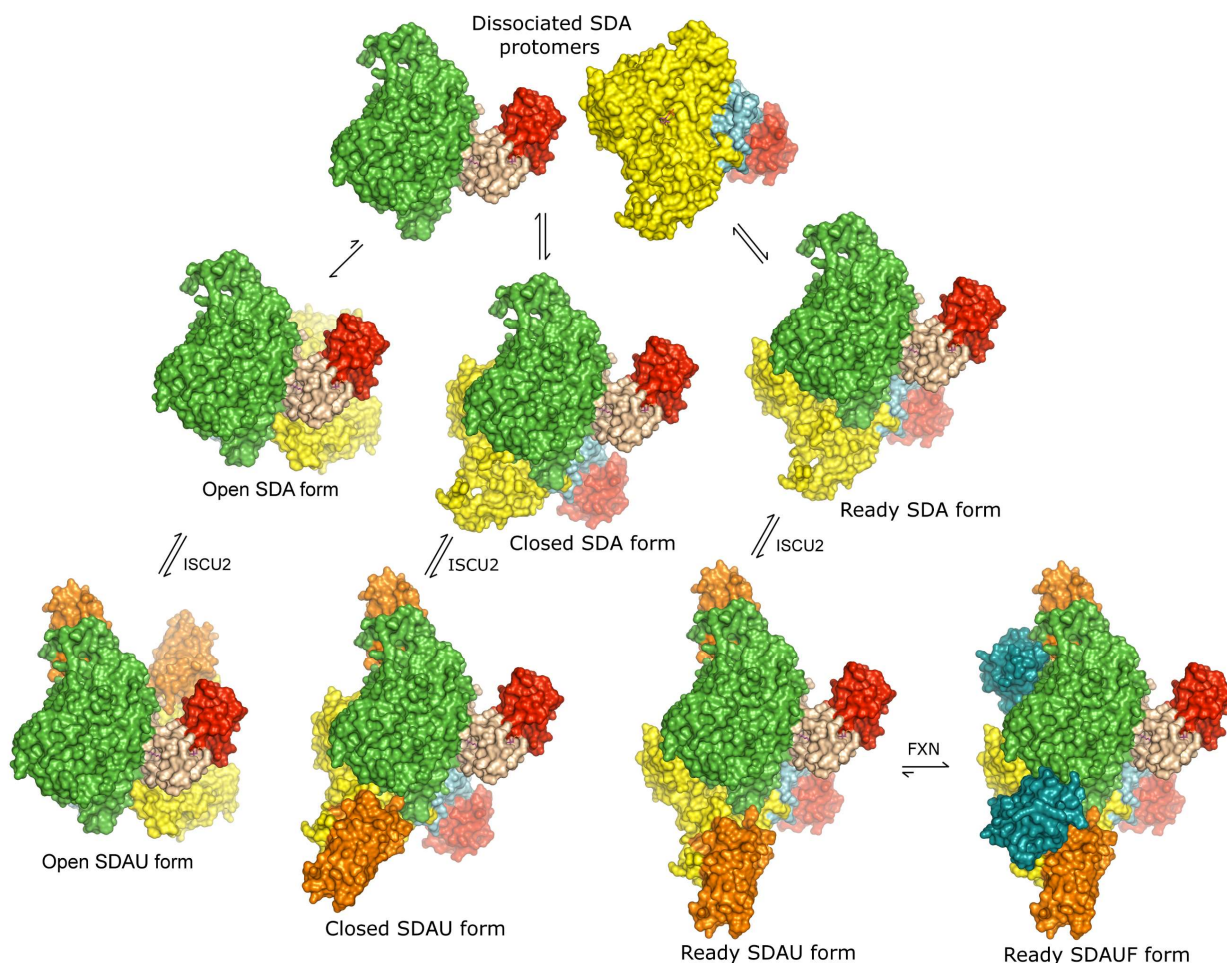 Dissociated SDA
protomers
Open SDA form
Closed SDA form
Ready SDA form
ISCU2
ISCU2
ISCU2
FXN
Open SDAU form
Closed SDAU form
Ready SDAU form
Ready SDAUF form